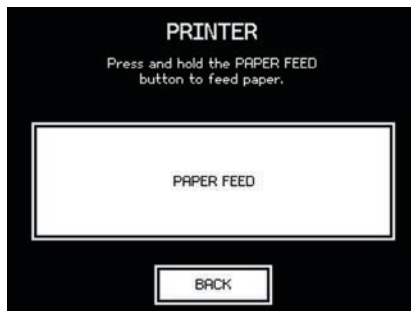 PRINTER
Press and hold the PAPER FEED
button to feed paper.
PAPER FEED
BACK